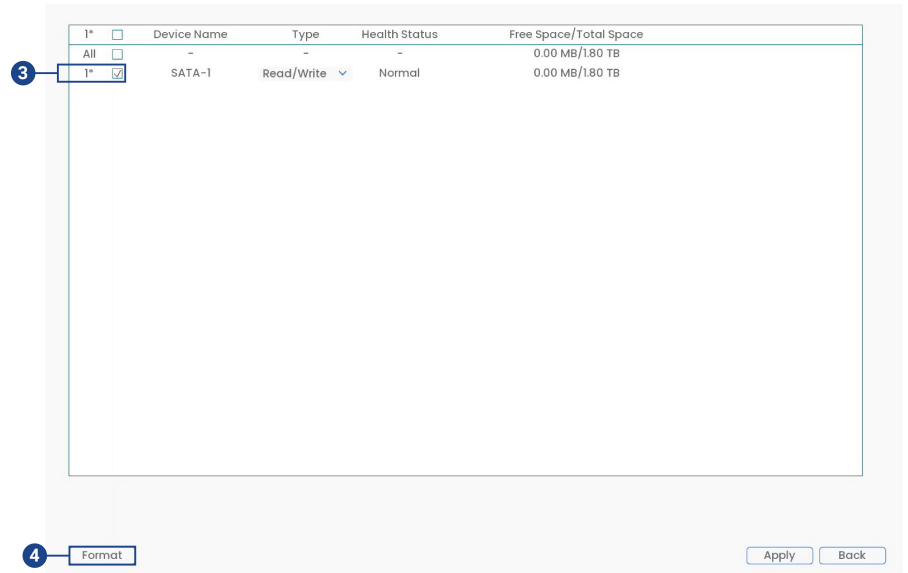 1* Device Name Type Health Status Free Space/Total Space
All - - - 0.00 MB/1.80 TB
3 1* SATA-1 Read/Write Normal 0.00 MB/1.80 TB
4 Format Apply Back